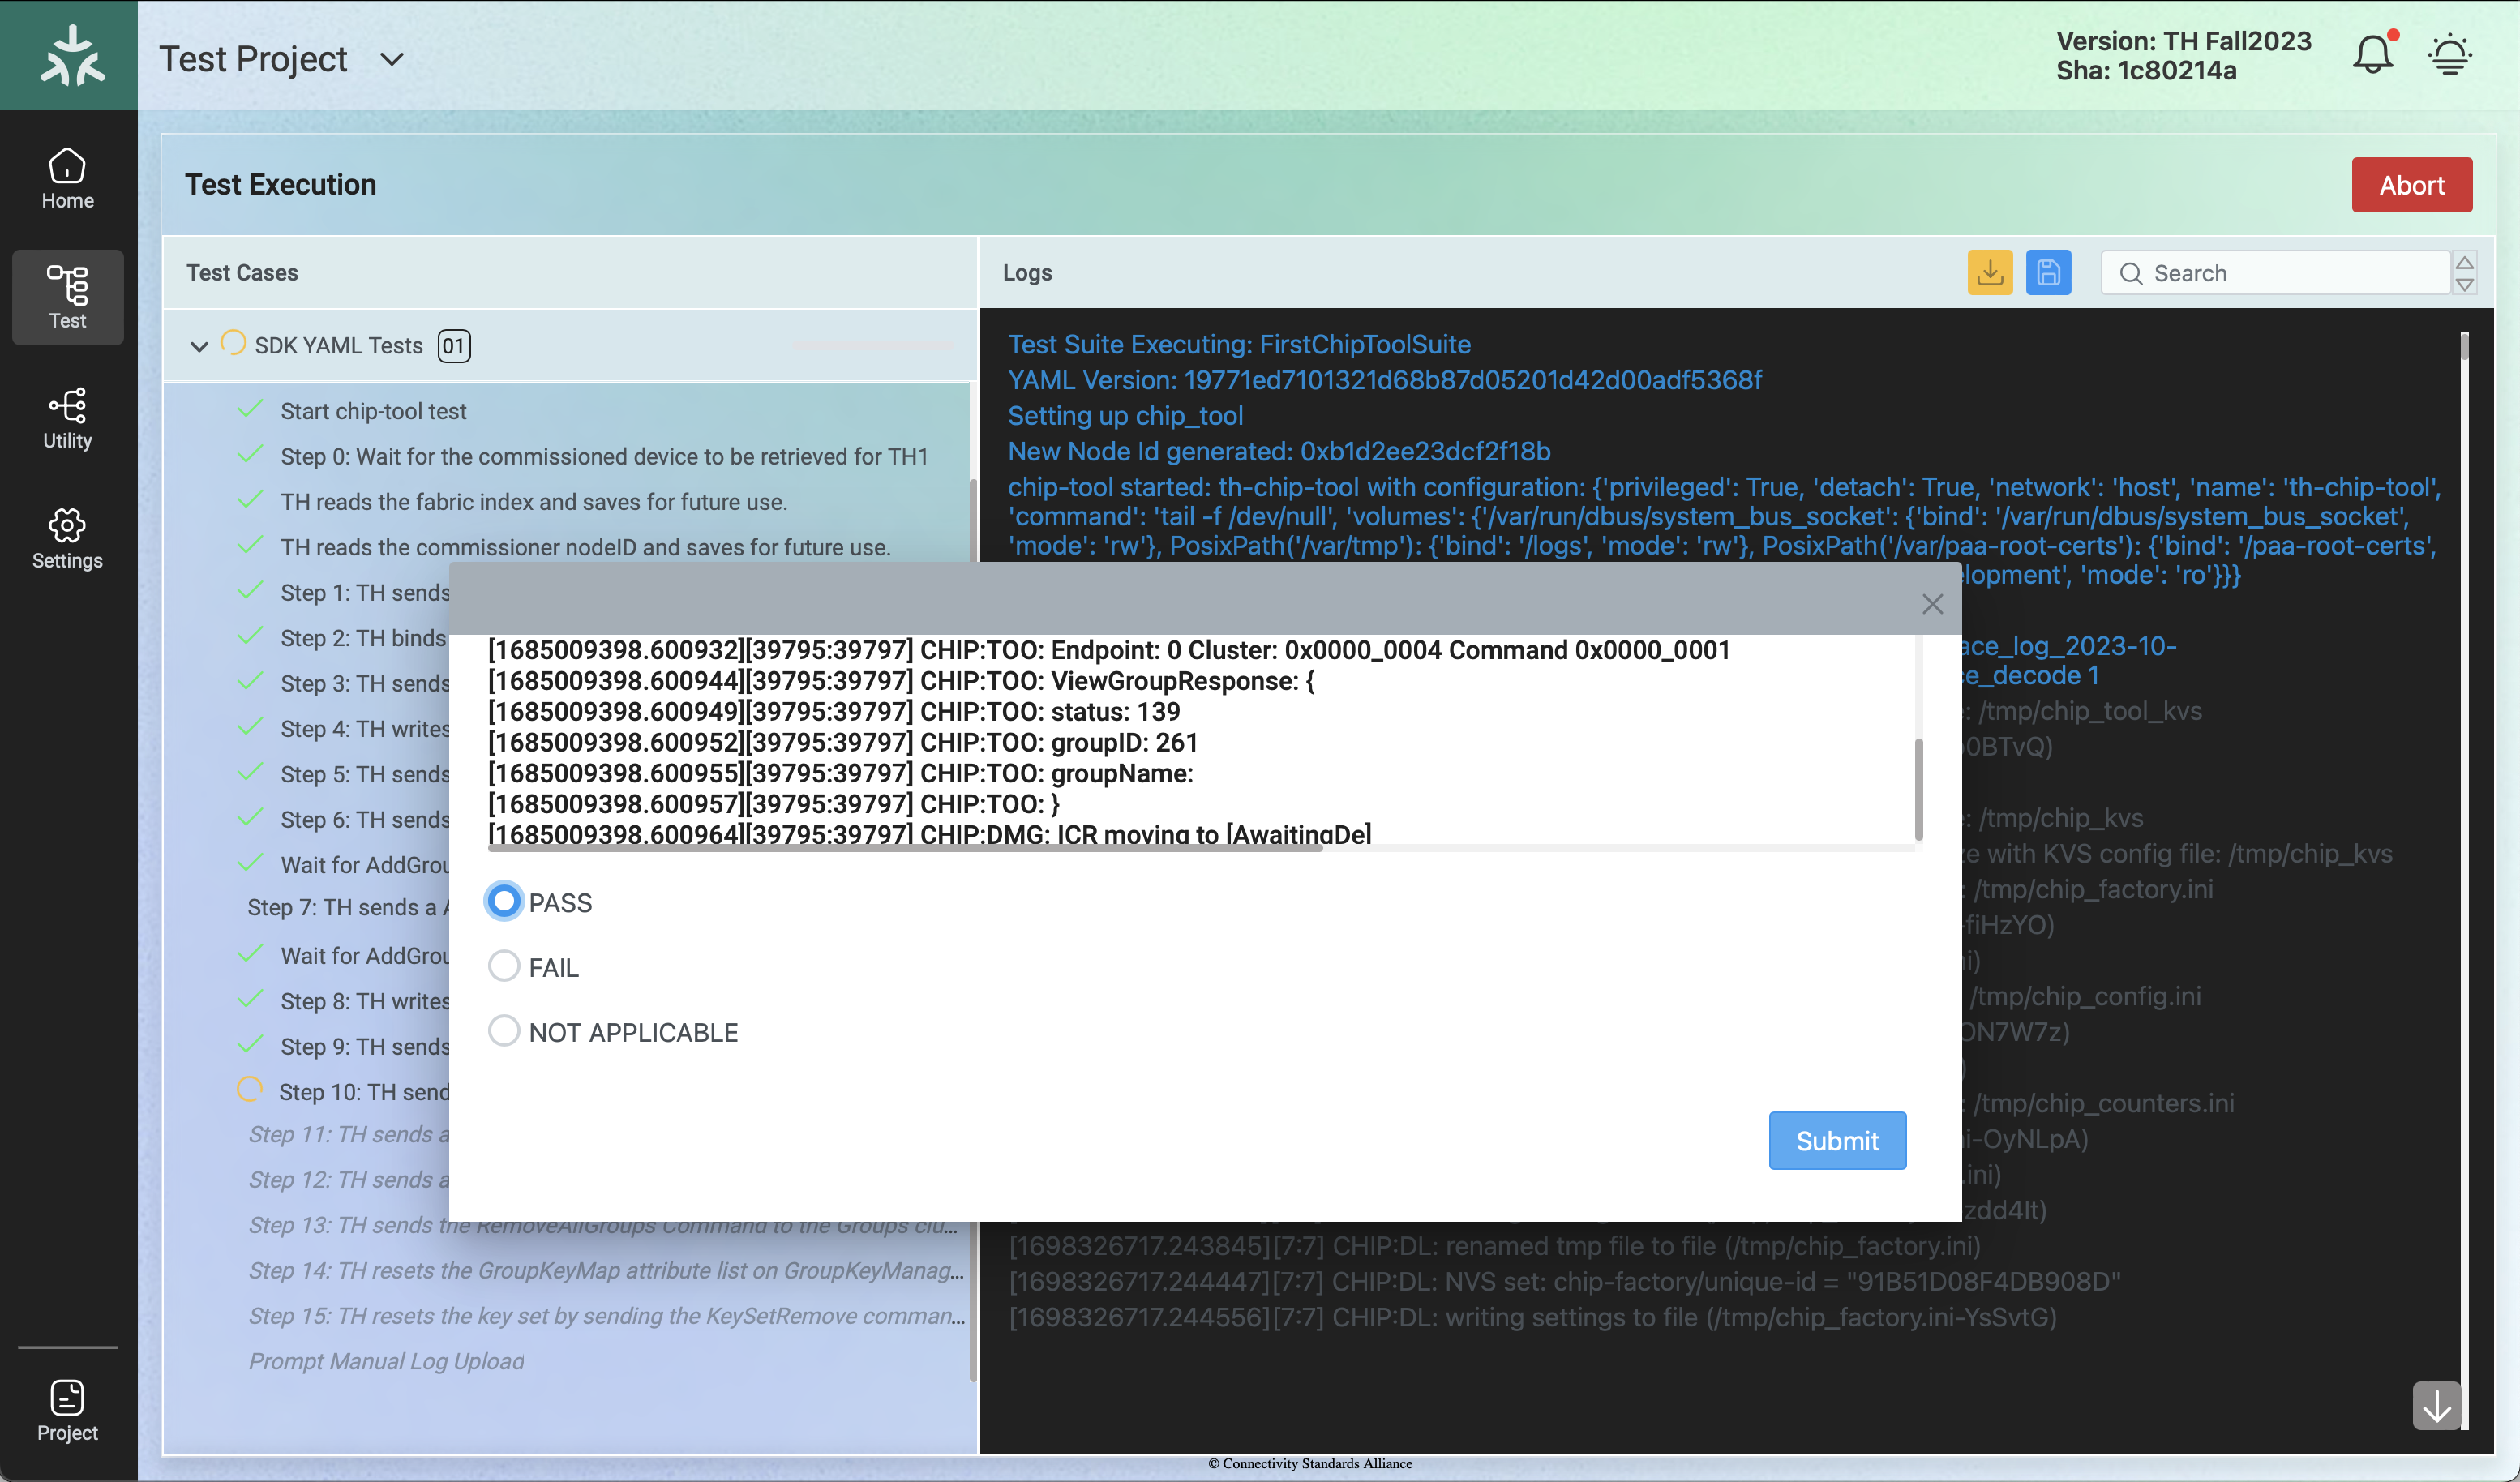 Test Project
Version: TH Fall2023
Sha: 1c80214a
Home
Test
Utility
Settings
Project
Test Execution
Abort
Test Cases
SDK YAML Tests 01
Start chip-tool test
Step 0: Wait for the commissioned device to be retrieved for TH1
TH reads the fabric index and saves for future use.
TH reads the commissioner nodeID and saves for future use.
Step 1: TH sends
Step 2: TH binds
Step 3: TH sends
Step 4: TH writes
Step 5: TH sends
Step 6: TH sends
Wait for AddGrou
Step 7: TH sends a A
Wait for AddGrou
Step 8: TH writes
Step 9: TH sends
Step 10: TH send
Step 11: TH sends a
Step 12: TH sends a
Step 13: TH sends the RemoveAllGroups Command to the Groups clu...
Step 14: TH resets the GroupKeyMap attribute list on GroupKeyManag...
Step 15: TH resets the key set by sending the KeySetRemove comman...
Prompt Manual Log Upload
Logs
Search
Test Suite Executing: FirstChipToolSuite
YAML Version: 19771ed7101321d68b87d05201d42d00adf5368f
Setting up chip_tool
New Node Id generated: 0xb1d2ee23dcf2f18b
chip-tool started: th-chip-tool with configuration: {'privileged': True, 'detach': True, 'network': 'host', 'name': 'th-chip-tool',
'command': 'tail -f /dev/null', 'volumes': {'/var/run/dbus/system_bus_socket': {'bind': '/var/run/dbus/system_bus_socket',
'mode': 'rw'}, PosixPath('/var/tmp'): {'bind': '/logs', 'mode': 'rw'}, PosixPath('/var/paa-root-certs'): {'bind': '/paa-root-certs',
lopment', 'mode': 'ro'}}}
ace_log_2023-10-
ce_decode 1
: /tmp/chip_tool_kvs
0BTvQ)
: /tmp/chip_kvs
ze with KVS config file: /tmp/chip_kvs
: /tmp/chip_factory.ini
-fiHzYO)
ni)
/tmp/chip_config.ini
ON7W7z)
)
: /tmp/chip_counters.ini
ni-OyNLpA)
.ini)
zdd4It)
[1698326717.243845][7:7] CHIP:DL: renamed tmp file to file (/tmp/chip_factory.ini)
[1698326717.244447][7:7] CHIP:DL: NVS set: chip-factory/unique-id = "91B51D08F4DB908D"
[1698326717.244556][7:7] CHIP:DL: writing settings to file (/tmp/chip_factory.ini-YsSvtG)
[1685009398.600932][39795:39797] CHIP:TOO: Endpoint: 0 Cluster: 0x0000_0004 Command 0x0000_0001
[1685009398.600944][39795:39797] CHIP:TOO: ViewGroupResponse: {
[1685009398.600949][39795:39797] CHIP:TOO: status: 139
[1685009398.600952][39795:39797] CHIP:TOO: groupID: 261
[1685009398.600955][39795:39797] CHIP:TOO: groupName:
[1685009398.600957][39795:39797] CHIP:TOO: }
[1685009398.600964][39795:39797] CHIP:DMG: ICR moving to [AwaitingDe]
PASS
FAIL
NOT APPLICABLE
Submit
© Connectivity Standards Alliance